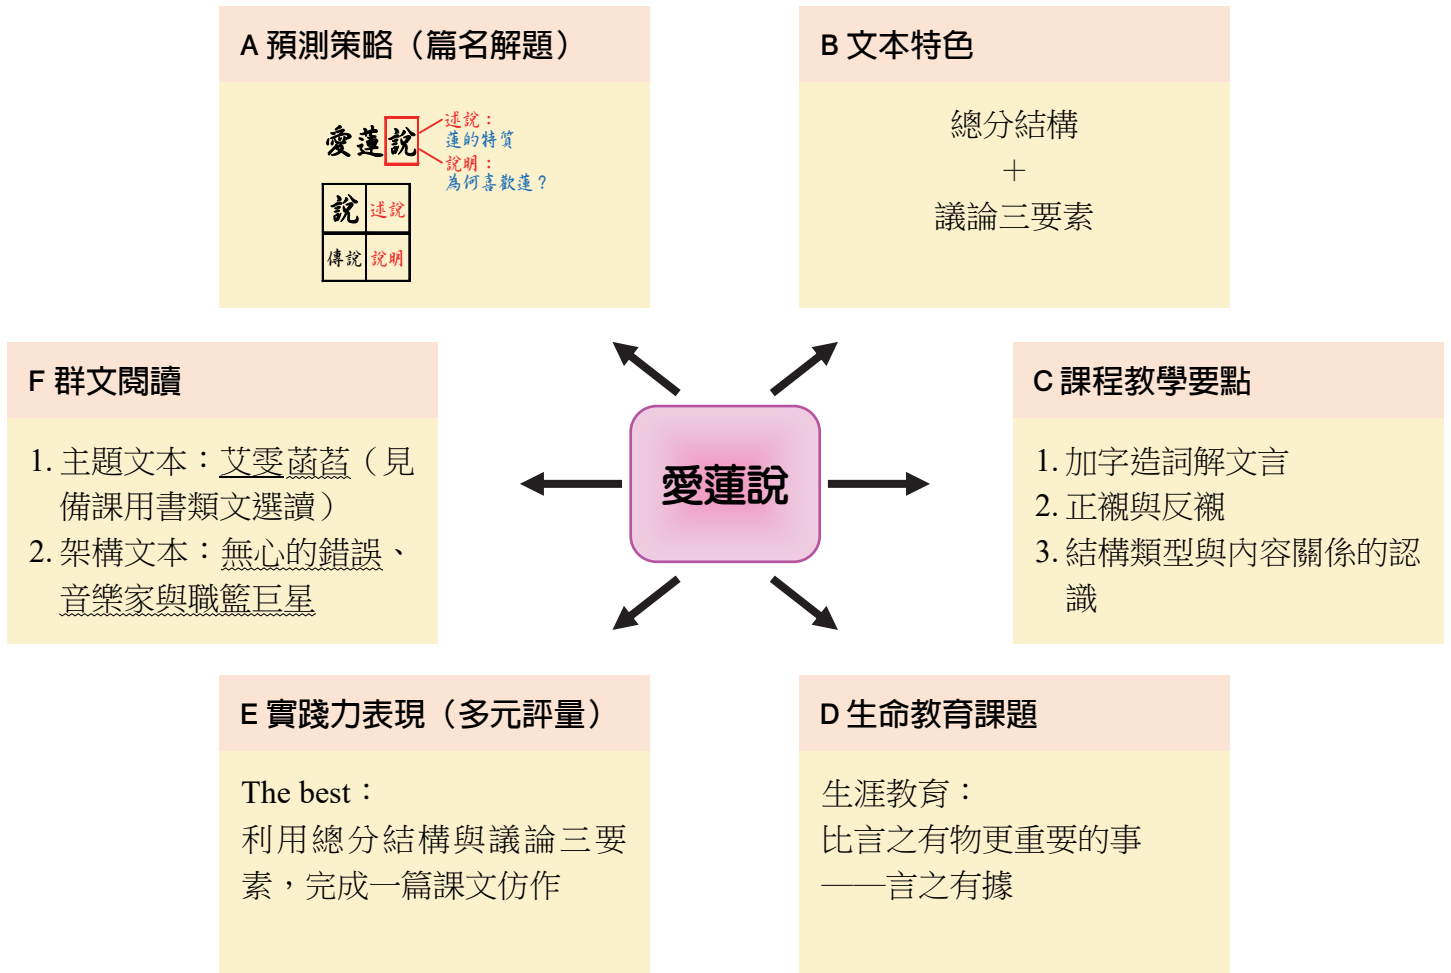 A 預測策略（篇名解題）
愛蓮說
述說：
蓮的特質
說明：
為何喜歡蓮？
說 述說
傳說 說明
B 文本特色
總分結構
＋
議論三要素
F 群文閱讀
1. 主題文本：艾雯菡萏（見
備課用書類文選讀）
2. 架構文本：無心的錯誤、
音樂家與職籃巨星
愛蓮說
C 課程教學要點
1. 加字造詞解文言
2. 正襯與反襯
3. 結構類型與內容關係的認
識
E 實踐力表現（多元評量）
The best：
利用總分結構與議論三要
素，完成一篇課文仿作
D 生命教育課題
生涯教育：
比言之有物更重要的事
——言之有據